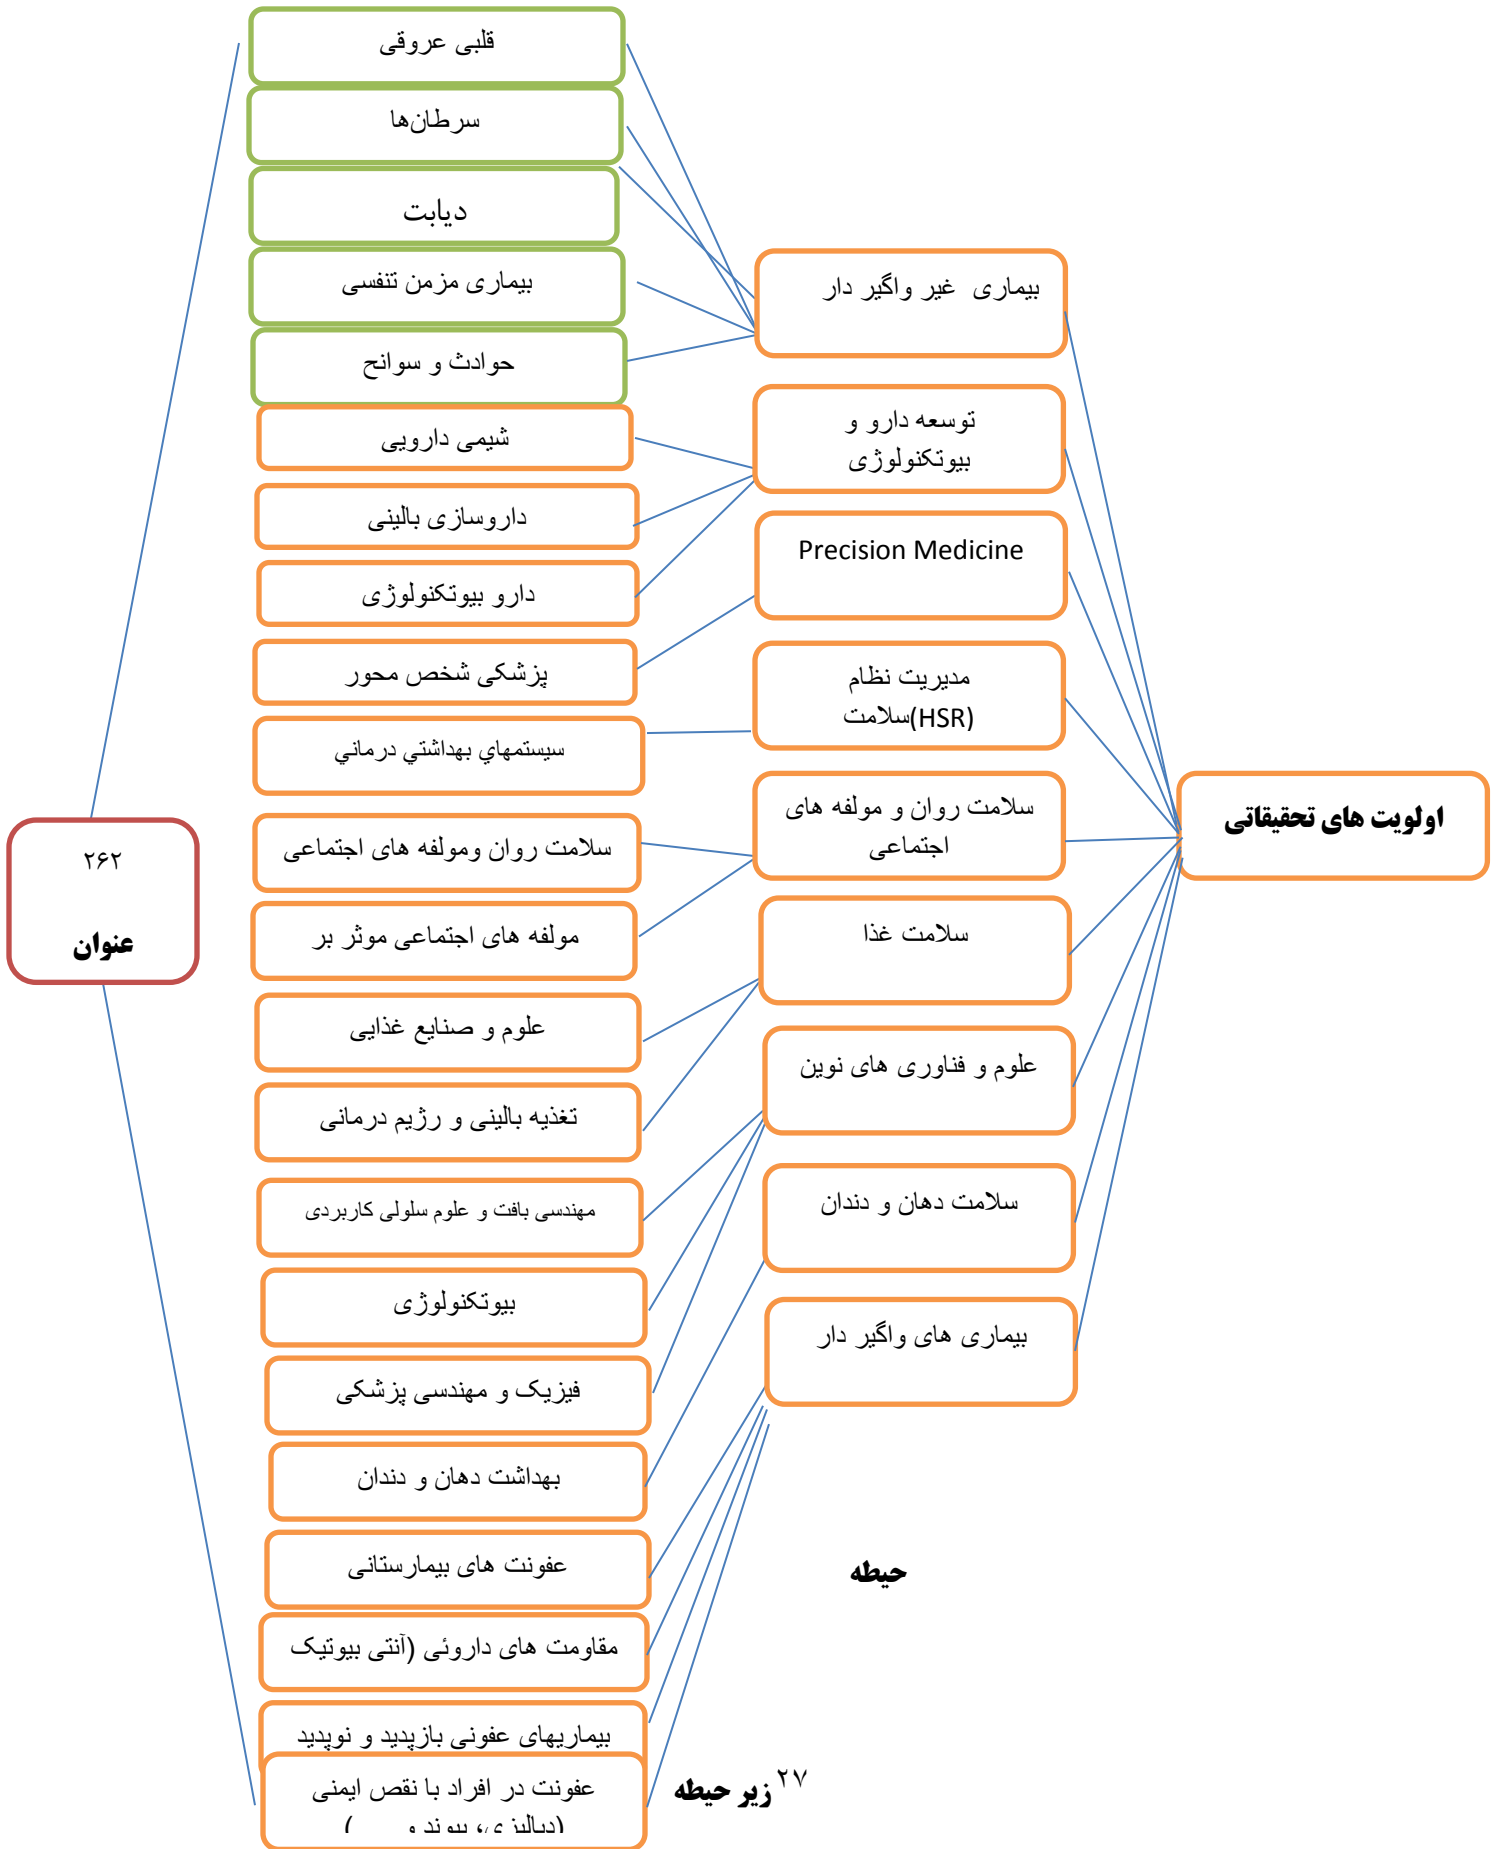 اولویت های تحقیقاتی
بیماری غیر واگیر دار
توسعه دارو و
بیوتکنولوژی
Precision Medicine
مدیریت نظام
سلامت(HSR)
سلامت روان و مولفه های
اجتماعی
سلامت غذا
علوم و فناوری های نوین
سلامت دهان و دندان
بیماری های واگیر دار
حیطه
قلبی عروقی
سرطان‌ها
دیابت
بیماری مزمن تنفسی
حوادث و سوانح
شیمی دارویی
داروسازی بالینی
دارو بیوتکنولوژی
پزشکی شخص محور
سيستمهاي بهداشتي درماني
سلامت روان ومولفه های اجتماعی
مولفه های اجتماعی موثر بر
علوم و صنایع غذایی
تغذیه بالینی و رژیم درمانی
مهندسی بافت و علوم سلولی کاربردی
بیوتکنولوژی
فیزیک و مهندسی پزشکی
بهداشت دهان و دندان
عفونت های بیمارستانی
مقاومت های داروئی (آنتی بیوتیک
بیماریهای عفونی بازپدید و نوپدید
عفونت در افراد با نقص ایمنی
(دیالیزی، پیوند و )
۲۷ زیر حیطه
۲۶۲
عنوان